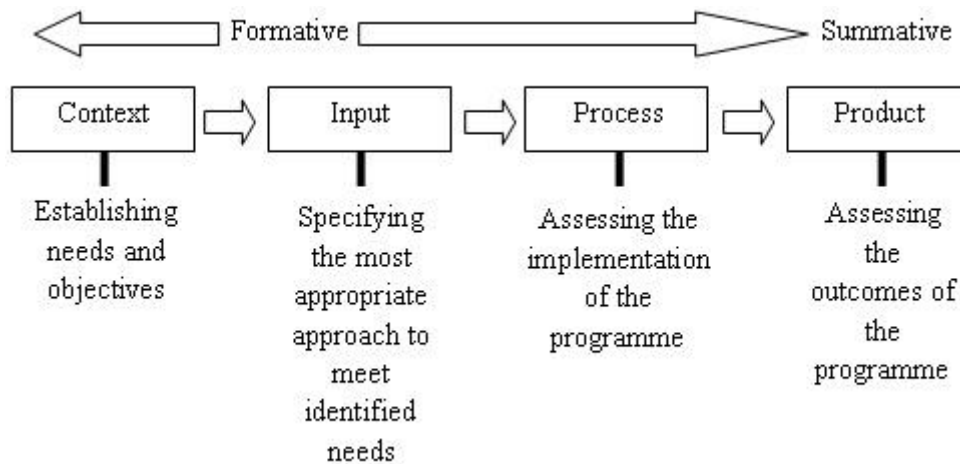 Formative
Summative
Context
Input
Process
Product
Establishing
needs and
objectives
Specifying
the most
appropriate
approach to
meet
identified
needs
Assessing the
implementation
of the
programme
Assessing
the
outcomes of
the
programme